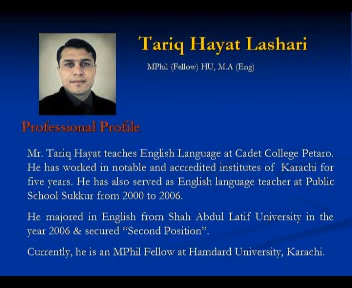 Tariq Hayat Lashari
MPhil (Fellow) HU, M.A (Eng)
Professional Profile
Mr. Tariq Hayat teaches English Language at Cadet College Petaro.
He has worked in notable and accredited institutes of Karachi for
five years. He has also served as English language teacher at Public
School Sukkur from 2000 to 2006.
He majored in English from Shah Abdul Latif University in the
year 2006 & secured "Second Position".
Currently, he is an MPhil Fellow at Hamdard University, Karachi.